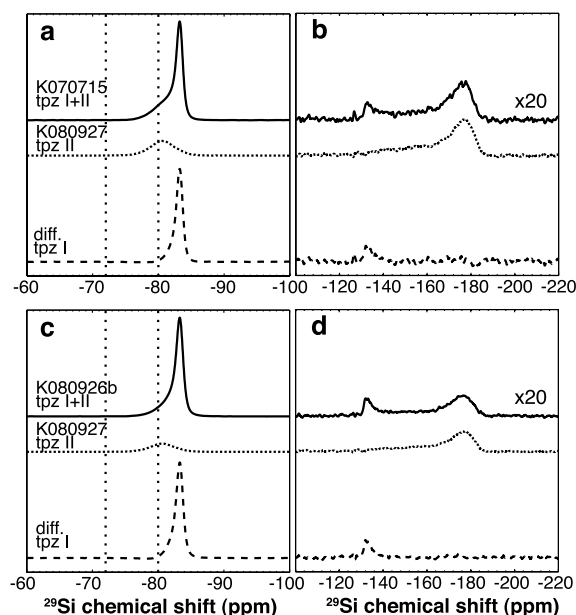 a
K070715
tpz I+II
K080927
tpz II
diff.
tpz I
-60 -70 -80 -90 -100
b
x20
-120 -140 -160 -180 -200 -220
c
K080926b
tpz I+II
K080927
tpz II
diff.
tpz I
-60 -70 -80 -90 -100
²⁹Si chemical shift (ppm)
d
x20
-120 -140 -160 -180 -200 -220
²⁹Si chemical shift (ppm)